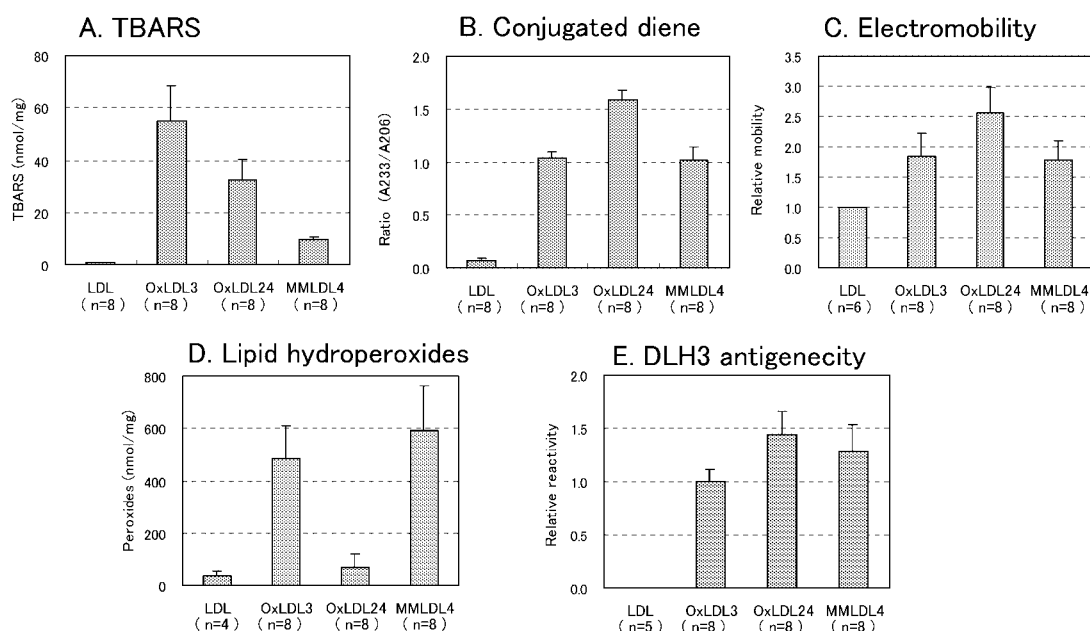 A. TBARS
TBARS (nmol/mg)
80
60
40
20
0
LDL OxLDL3 OxLDL24 MMLDL4
(n=8) (n=8) (n=8) (n=8)
B. Conjugated diene
Ratio (A233/A206)
2.0
1.5
1.0
0.5
0.0
LDL OxLDL3 OxLDL24 MMLDL4
(n=8) (n=8) (n=8) (n=8)
C. Electromobility
Relative mobility
3.5
3.0
2.5
2.0
1.5
1.0
0.5
0.0
LDL OxLDL3 OxLDL24 MMLDL4
(n=6) (n=8) (n=8) (n=8)
D. Lipid hydroperoxides
Peroxides (nmol/mg)
800
600
400
200
0
LDL OxLDL3 OxLDL24 MMLDL4
(n=4) (n=8) (n=8) (n=8)
E. DLH3 antigenecity
Relative reactivity
2.0
1.5
1.0
0.5
0.0
LDL OxLDL3 OxLDL24 MMLDL4
(n=5) (n=8) (n=8) (n=8)